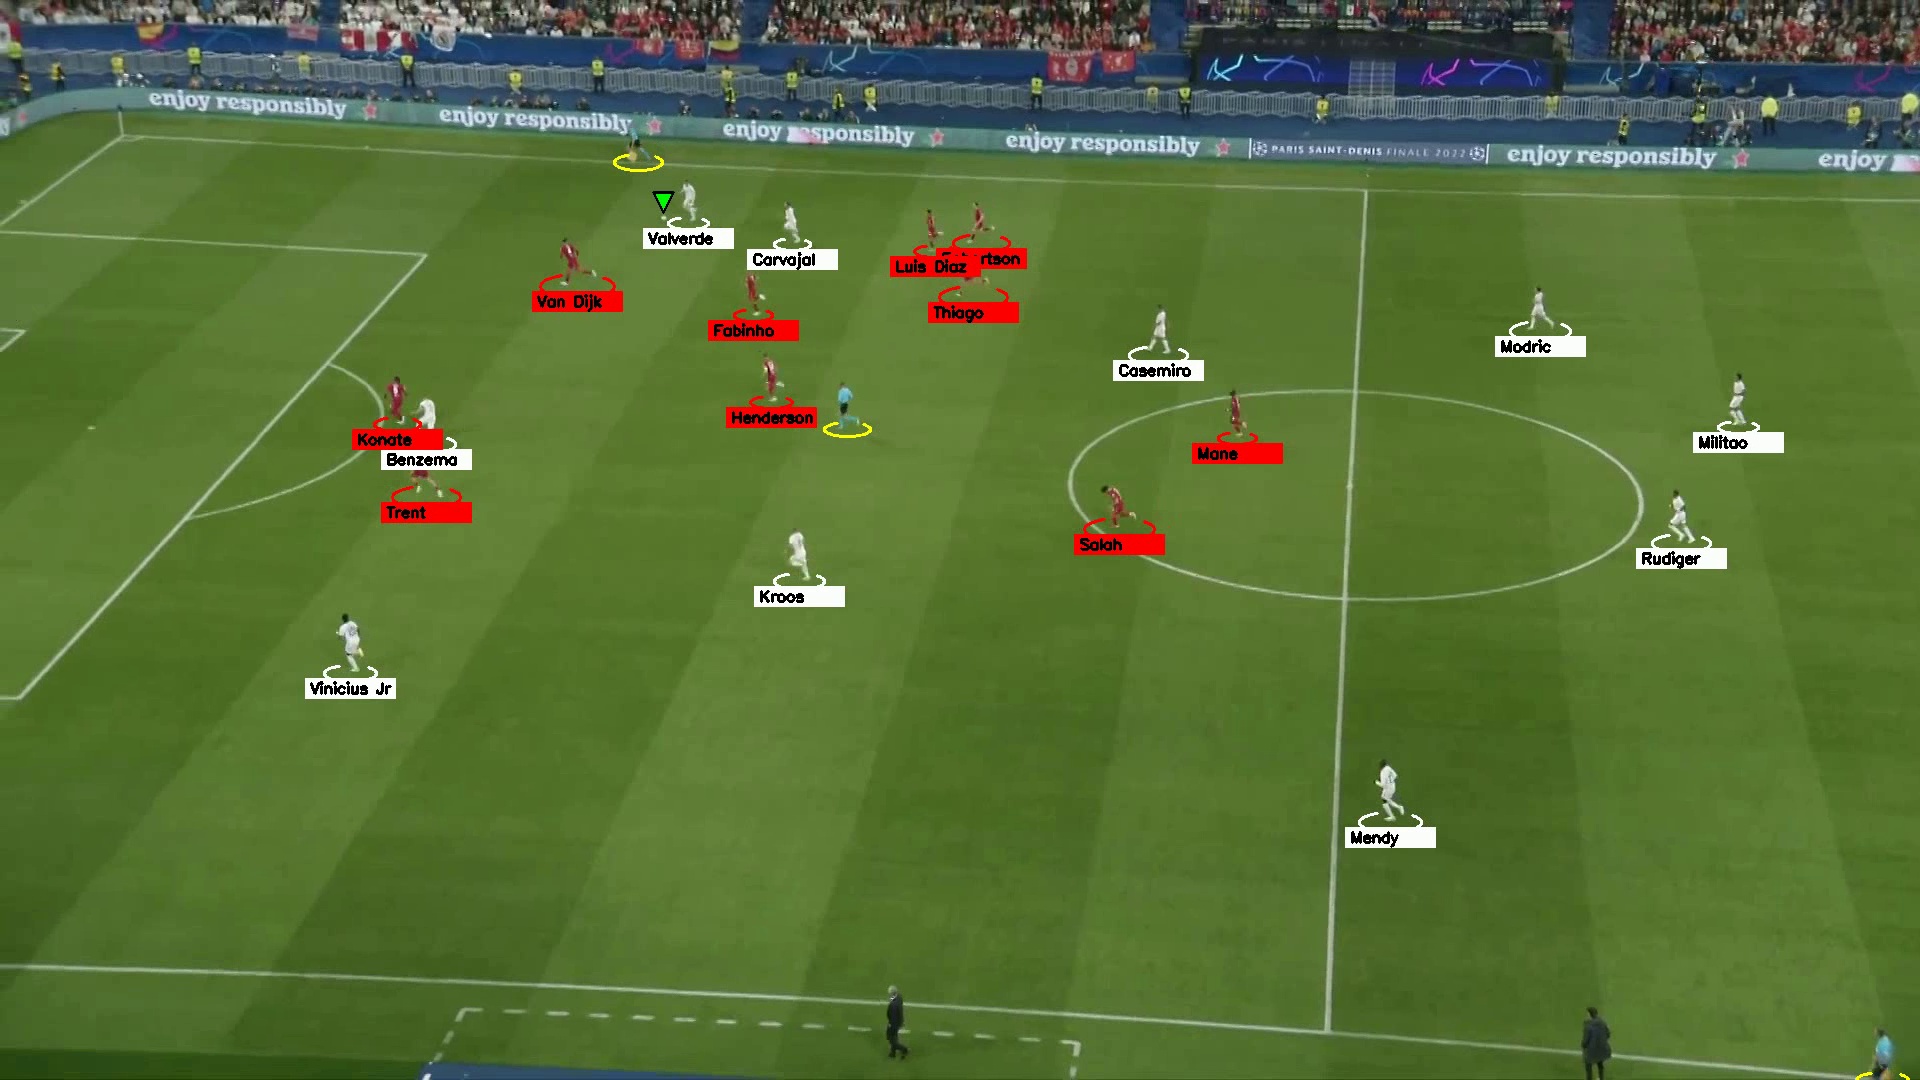 enjoy responsibly
enjoy responsibly
enjoy responsibly
enjoy responsibly
PARIS SAINT-DENIS FINALE 2022
enjoy responsibly
enjoy
Valverde
Carvajal
Robertson
Luis Diaz
Van Dijk
Thiago
Fabinho
Modric
Casemiro
Henderson
Konate
Militao
Mane
Benzema
Trent
Salah
Rudiger
Kroos
Vinicius Jr
Mendy